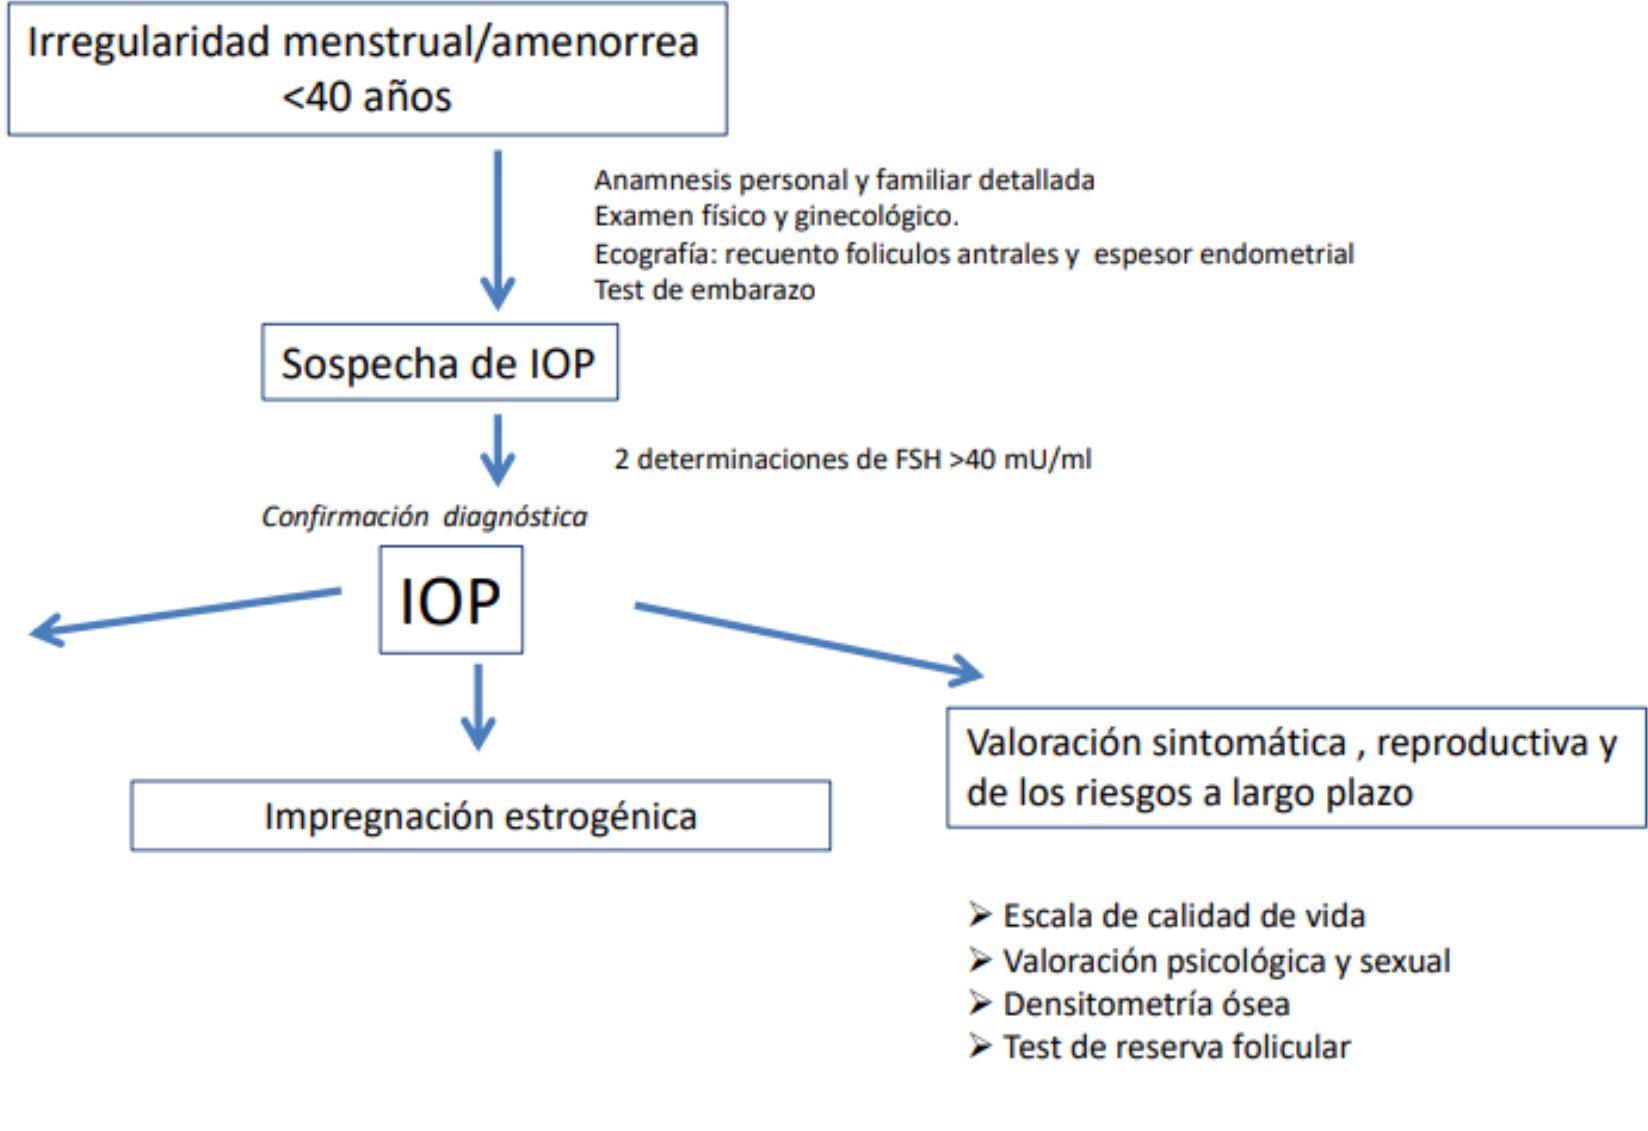 Irregularidad menstrual/amenorrea
<40 años
Anamnesis personal y familiar detallada
Examen físico y ginecológico.
Ecografía: recuento foliculos antrales y espesor endometrial
Test de embarazo
Sospecha de IOP
2 determinaciones de FSH >40 mU/ml
Confirmación diagnóstica
IOP
Impregnación estrogénica
Valoración sintomática , reproductiva y
de los riesgos a largo plazo
➢ Escala de calidad de vida
➢ Valoración psicológica y sexual
➢ Densitometría ósea
➢ Test de reserva folicular